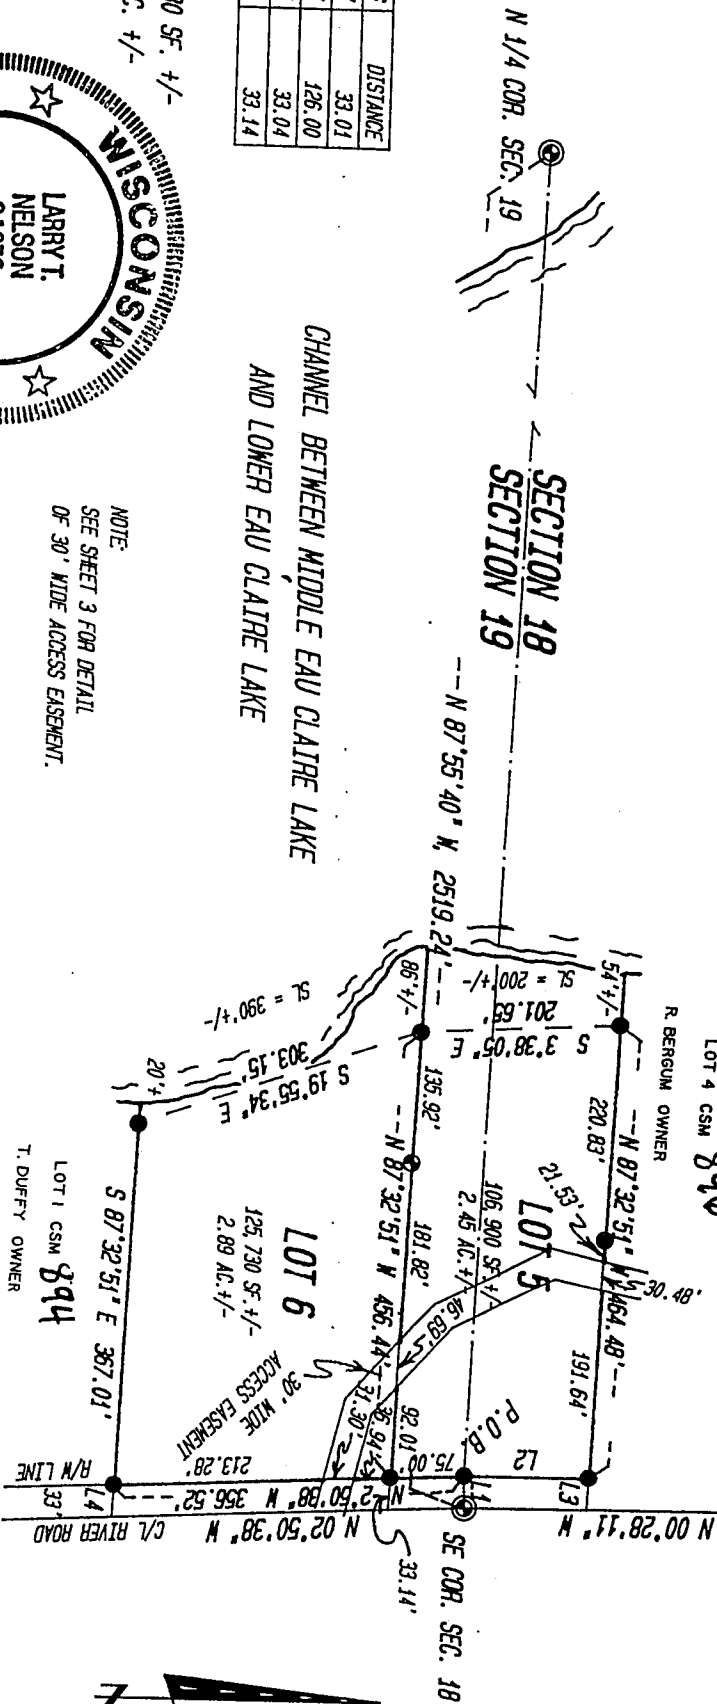 N 1/4 COR. SEC. 19
DISTANCE
33.01
126.00
33.04
33.14
00 SF. +/-
C. +/-
WISCONSIN
LARRY T.
NELSON
SECTION 18
SECTION 19
CHANNEL BETWEEN MIDDLE EAU CLAIRE LAKE
AND LOWER EAU CLAIRE LAKE
NOTE:
SEE SHEET 3 FOR DETAIL
OF 30' WIDE ACCESS EASEMENT.
--N 87°55'40" W, 2519.24'--
LOT 4 CSM
R. BERGUM OWNER
54'+/-
SL = 200'+/-
201.65'
S 3°38'05" E
86'+/-
220.83'
--N 87°32'51" W 464.48'--
21.53'
30.48'
191.64'
LOT 5
106,900 SF.+/-
2.45 AC.+/-
135.92'
--N 87°32'51" W 456.44'--
181.82'
46.69'
92.01'
36.94'
31.30'
SL = 390'+/-
303.15'
S 19°55'34" E
20'±
LOT 6
125,730 SF.+/-
2.89 AC.+/-
30' WIDE
ACCESS EASEMENT
S 87°32'51" E 367.01'
LOT 1 CSM 894
T. DUFFY OWNER
P.O.B.
75.00'
L2
L1
L3
213.28'
R/W LINE
N 2°50'38" W 356.52'
L4
33'
N 02°50'38" W
C/L RIVER ROAD
33.14'
N 00°28'11" W
SE COR. SEC. 18